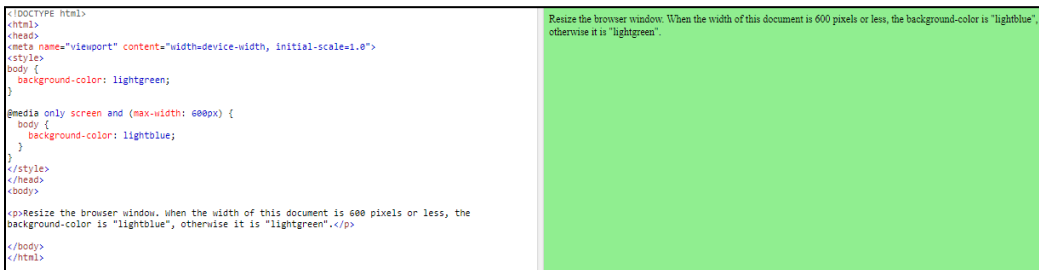 <!DOCTYPE html>
<html>
<head>
<meta name="viewport" content="width=device-width, initial-scale=1.0">
<style>
body {
  background-color: lightgreen;
}

@media only screen and (max-width: 600px) {
  body {
    background-color: lightblue;
  }
}
</style>
</head>
<body>

<p>Resize the browser window. When the width of this document is 600 pixels or less, the
background-color is "lightblue", otherwise it is "lightgreen".</p>

</body>
</html>
Resize the browser window. When the width of this document is 600 pixels or less, the background-color is "lightblue",
otherwise it is "lightgreen".